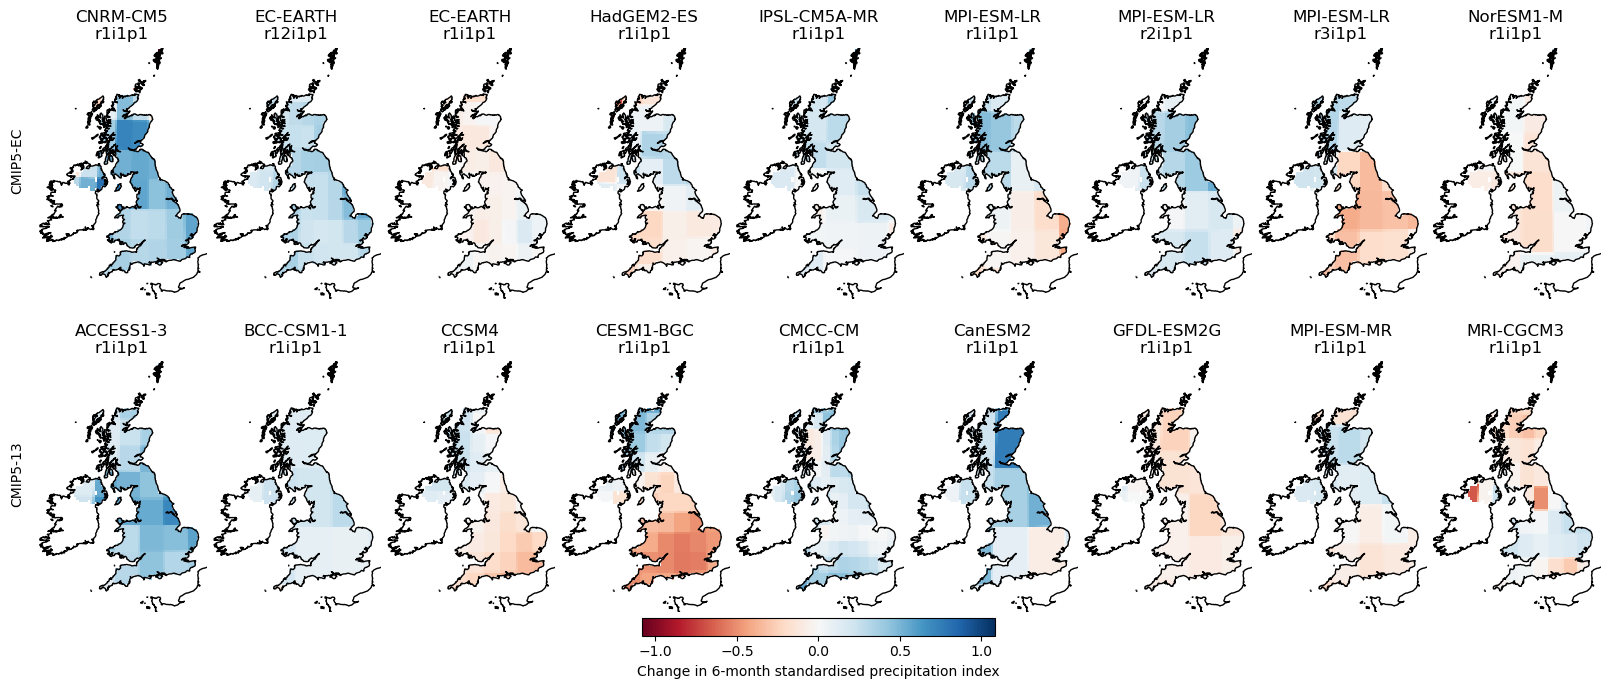 CNRM-CM5
r1i1p1
EC-EARTH
r12i1p1
EC-EARTH
r1i1p1
HadGEM2-ES
r1i1p1
IPSL-CM5A-MR
r1i1p1
MPI-ESM-LR
r1i1p1
MPI-ESM-LR
r2i1p1
MPI-ESM-LR
r3i1p1
NorESM1-M
r1i1p1
CMIP5-EC
ACCESS1-3
r1i1p1
BCC-CSM1-1
r1i1p1
CCSM4
r1i1p1
CESM1-BGC
r1i1p1
CMCC-CM
r1i1p1
CanESM2
r1i1p1
GFDL-ESM2G
r1i1p1
MPI-ESM-MR
r1i1p1
MRI-CGCM3
r1i1p1
CMIP5-13
−1.0 −0.5 0.0 0.5 1.0
Change in 6-month standardised precipitation index